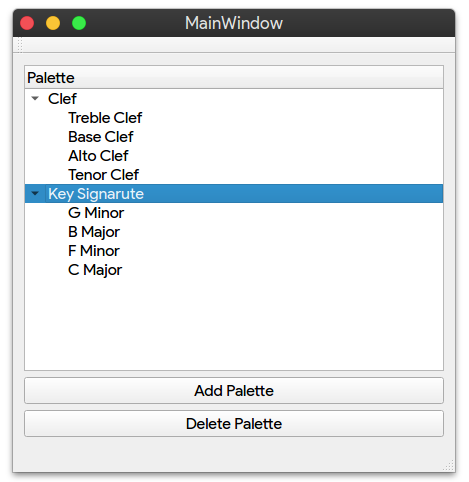 MainWindow
Palette
Clef
Treble Clef
Base Clef
Alto Clef
Tenor Clef
Key Signarute
G Minor
B Major
F Minor
C Major
Add Palette
Delete Palette